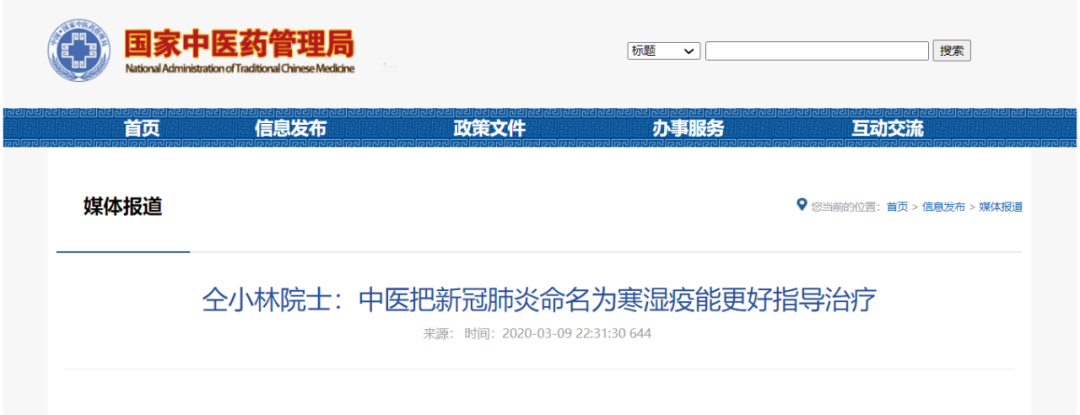 国家中医药管理局
National Administration of Traditional Chinese Medicine
标题 搜索
首页 信息发布 政策文件 办事服务 互动交流
媒体报道
您当前的位置：首页 > 信息发布 > 媒体报道
仝小林院士：中医把新冠肺炎命名为寒湿疫能更好指导治疗
来源： 时间：2020-03-09 22:31:30 644